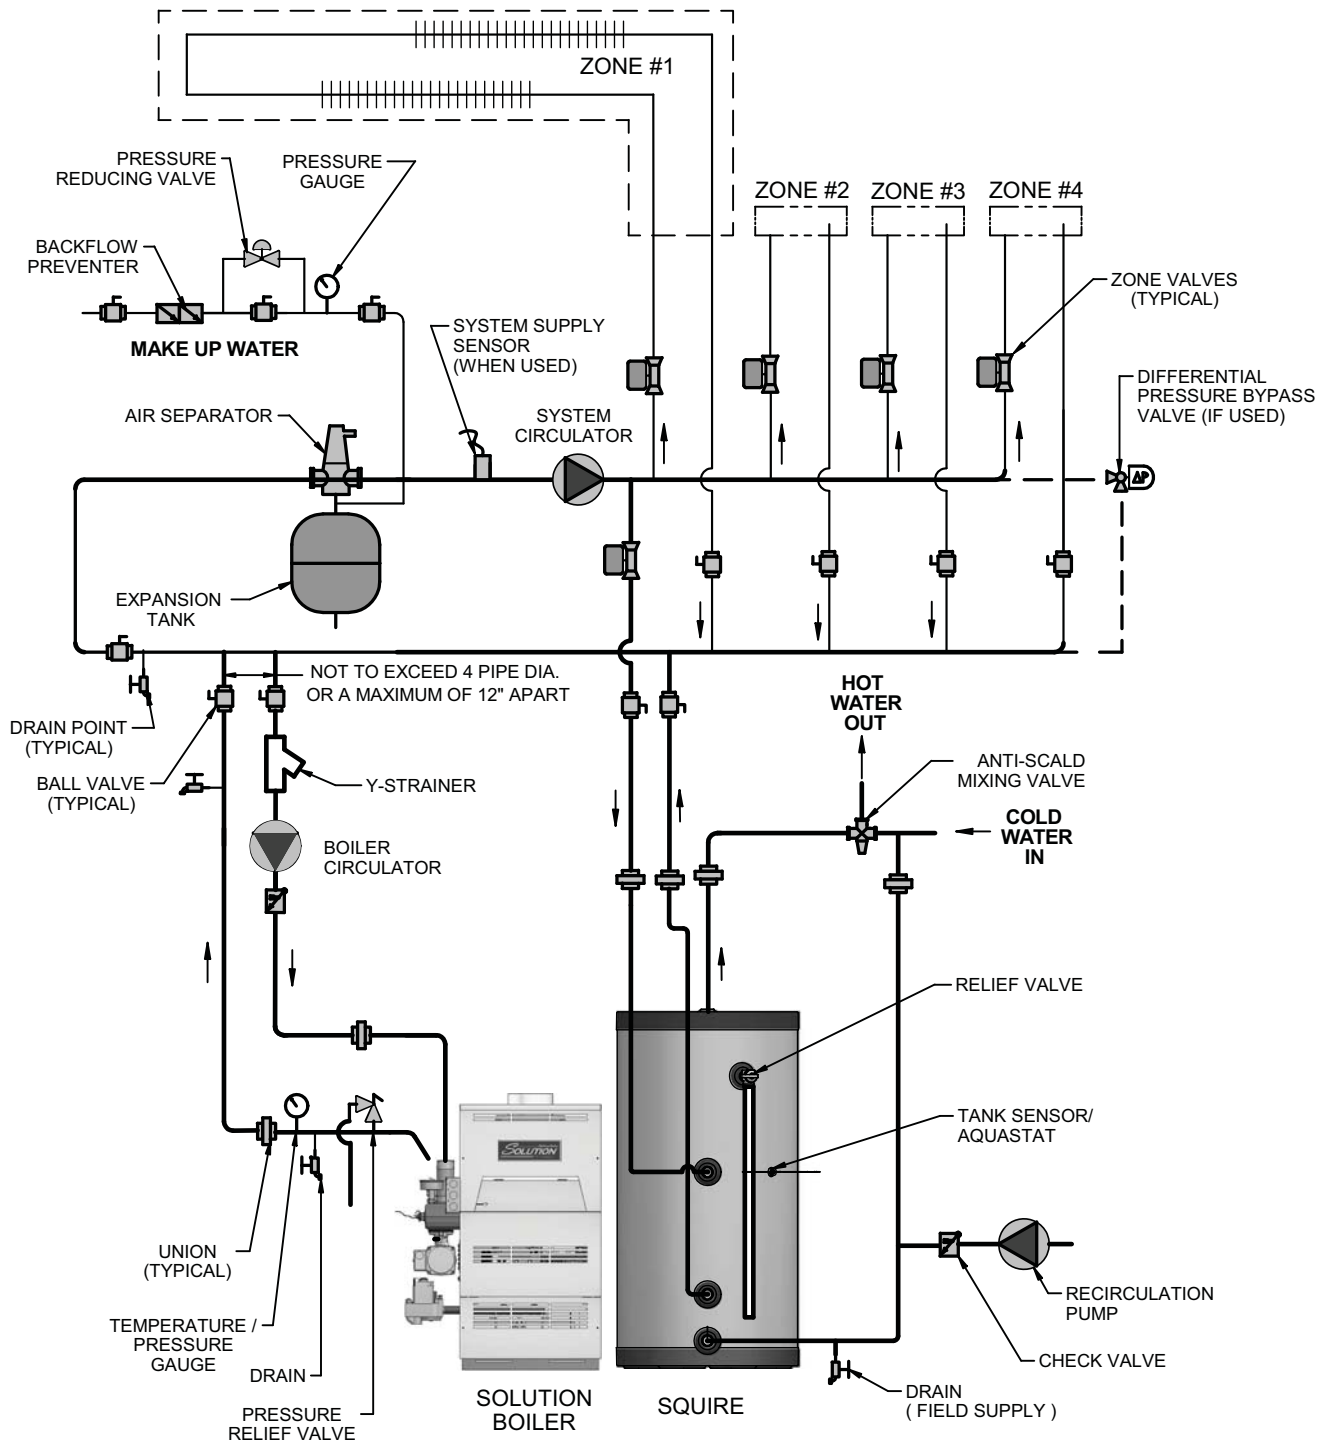 ZONE #1
PRESSURE
REDUCING VALVE
PRESSURE
GAUGE
ZONE #2
ZONE #3
ZONE #4
BACKFLOW
PREVENTER
ZONE VALVES
(TYPICAL)
MAKE UP WATER
SYSTEM SUPPLY
SENSOR
(WHEN USED)
DIFFERENTIAL
PRESSURE BYPASS
VALVE (IF USED)
AIR SEPARATOR
SYSTEM
CIRCULATOR
ΔP
EXPANSION
TANK
NOT TO EXCEED 4 PIPE DIA.
OR A MAXIMUM OF 12" APART
HOT
WATER
OUT
DRAIN POINT
(TYPICAL)
BALL VALVE
(TYPICAL)
Y-STRAINER
ANTI-SCALD
MIXING VALVE
COLD
WATER
IN
BOILER
CIRCULATOR
RELIEF VALVE
TANK SENSOR/
AQUASTAT
SOLUTION
UNION
(TYPICAL)
TEMPERATURE /
PRESSURE
GAUGE
DRAIN
PRESSURE
RELIEF VALVE
RECIRCULATION
PUMP
CHECK VALVE
DRAIN
( FIELD SUPPLY )
SOLUTION
BOILER
SQUIRE